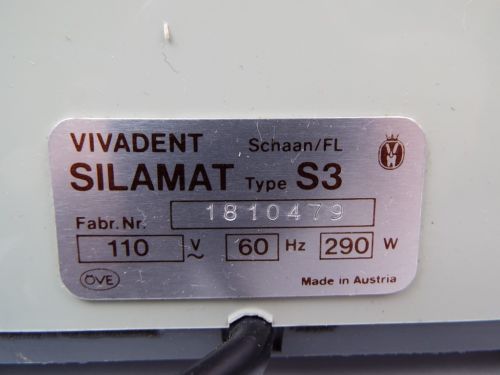 VIVADENT Schaan/FL
SILAMAT Type S3
Fabr. Nr. 1810479
110 V ~ 60 Hz 290 W
ÖVE Made in Austria